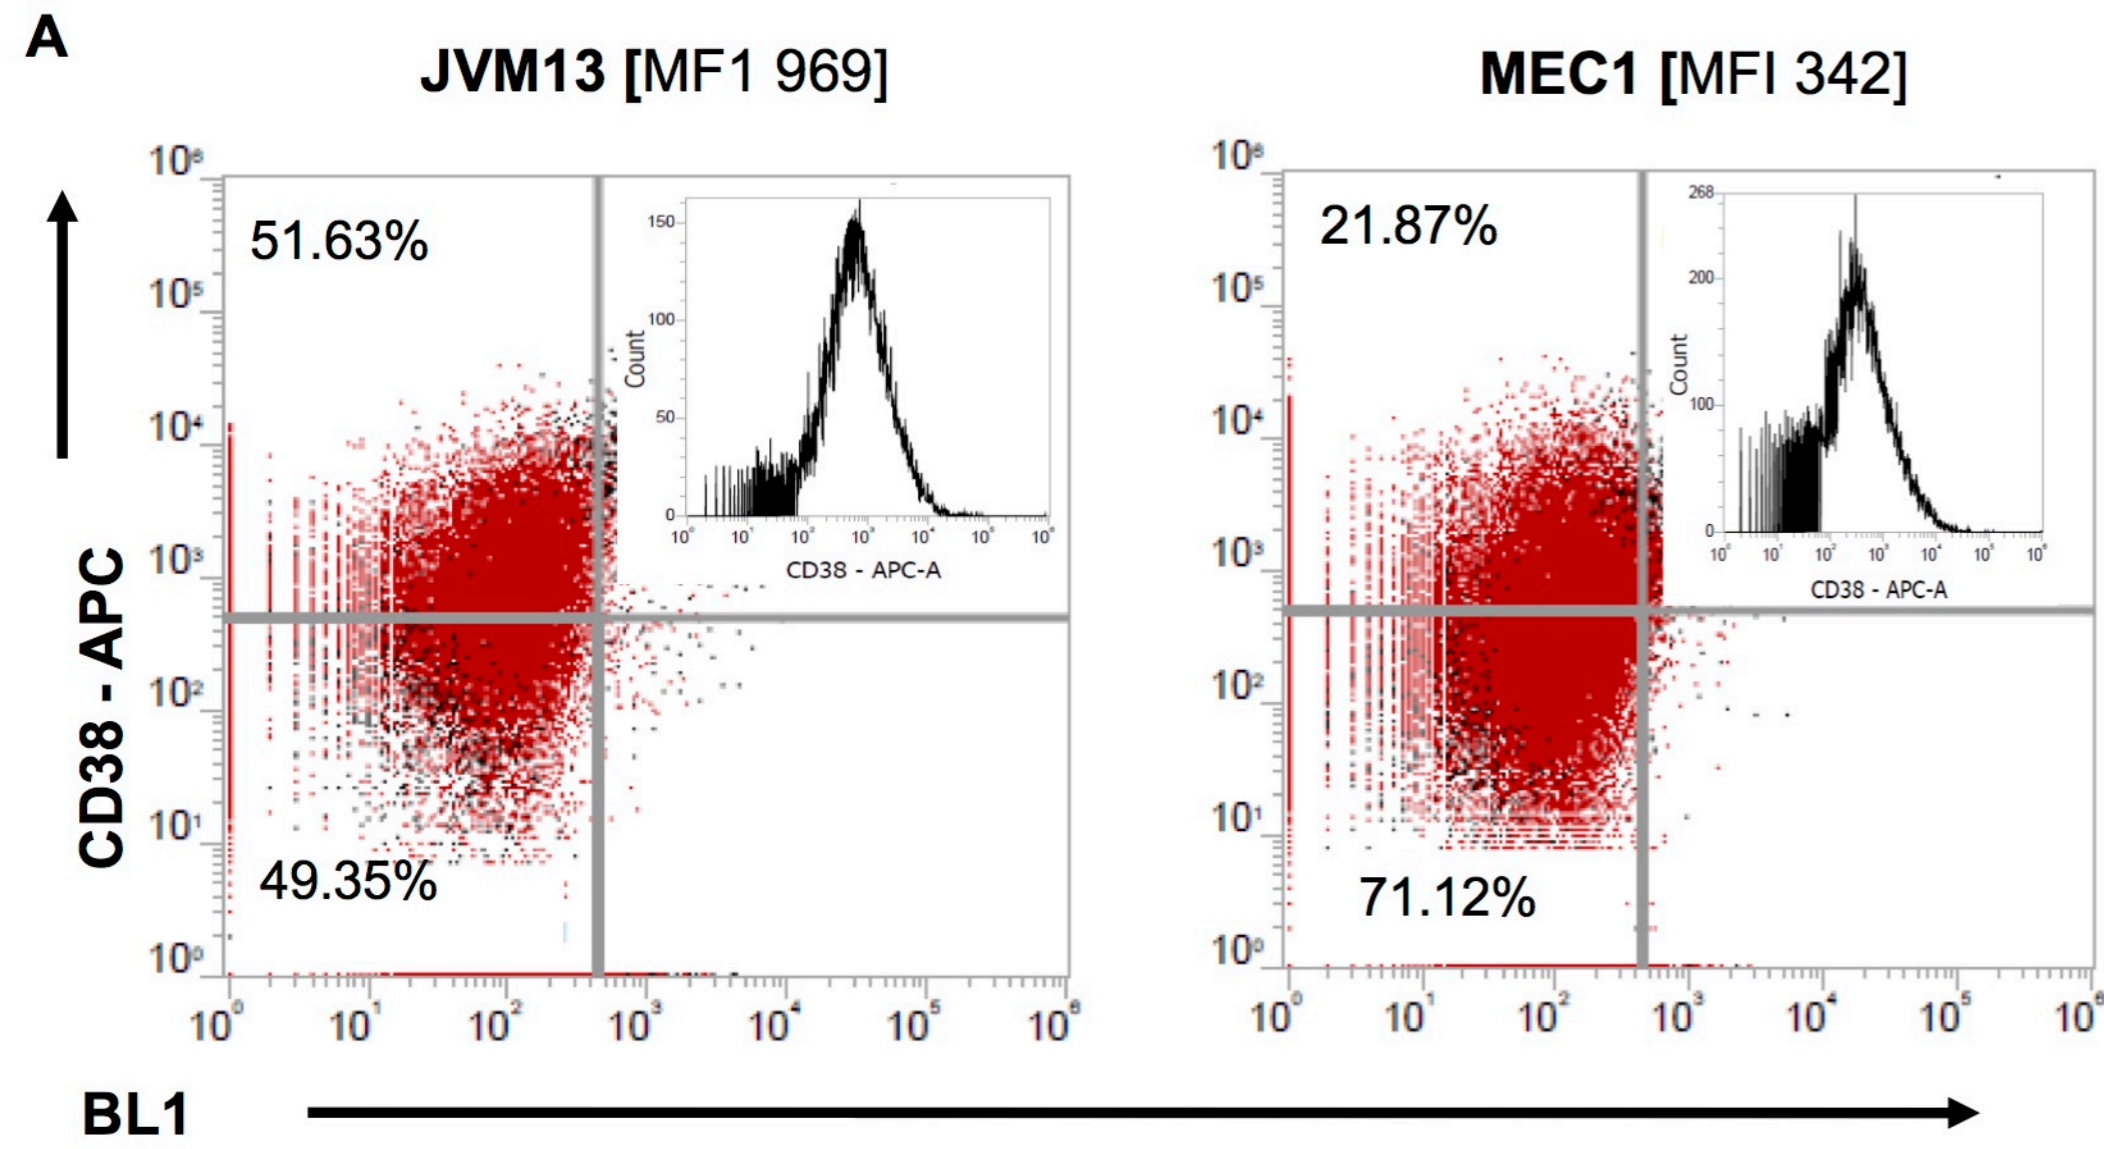 A
JVM13 [MF1 969]
MEC1 [MFI 342]
CD38 - APC
10⁶
10⁵
10⁴
10³
10²
10¹
10⁰
51.63%
49.35%
10⁰ 10¹ 10² 10³ 10⁴ 10⁵ 10⁶
Count
150
100
50
0
10⁰ 10¹ 10² 10³ 10⁴ 10⁵ 10⁶
CD38 - APC-A
10⁶
10⁵
10⁴
10³
10²
10¹
10⁰
21.87%
71.12%
10⁰ 10¹ 10² 10³ 10⁴ 10⁵ 10⁶
Count
268
200
100
0
10⁰ 10¹ 10² 10³ 10⁴ 10⁵ 10⁶
CD38 - APC-A
BL1